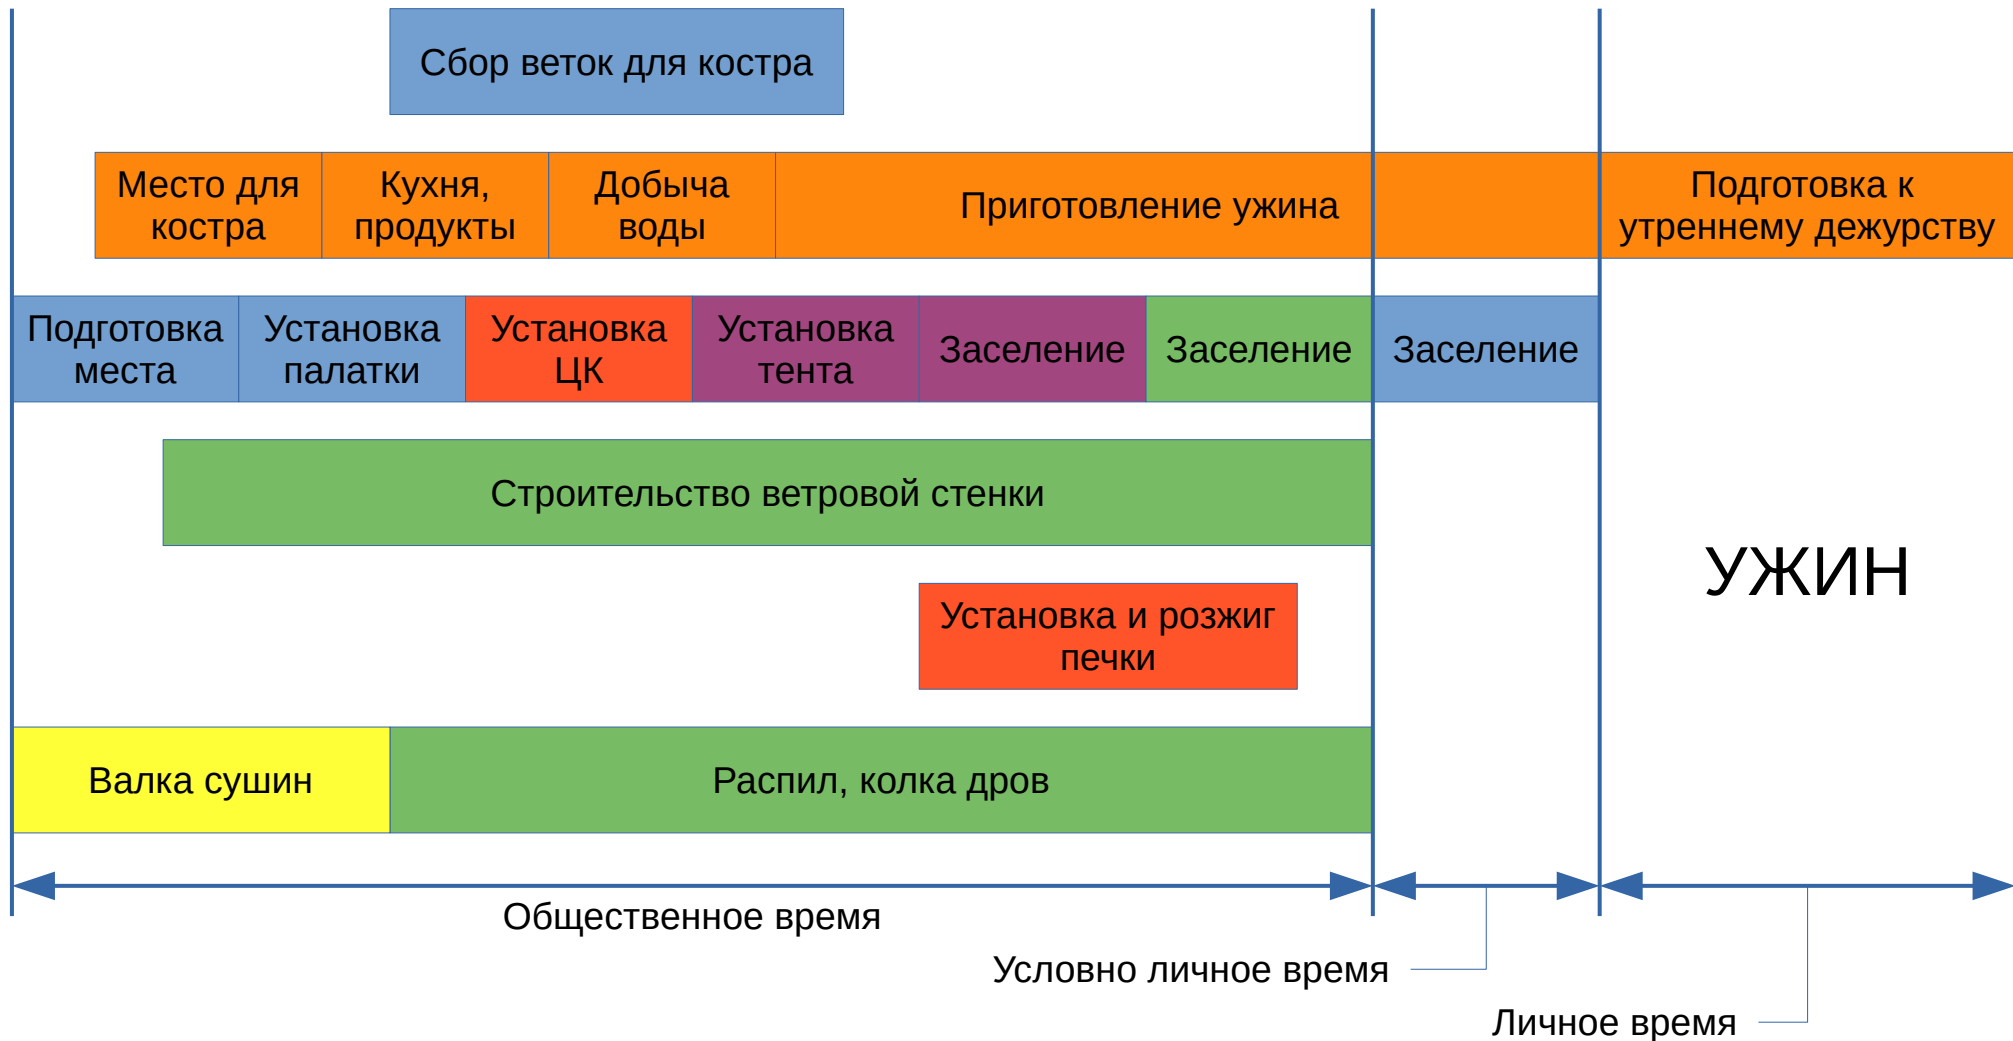 Сбор веток для костра
Место для
костра
Кухня,
продукты
Добыча
воды
Приготовление ужина
Подготовка к
утреннему дежурству
Подготовка
места
Установка
палатки
Установка
ЦК
Установка
тента
Заселение
Заселение
Заселение
Строительство ветровой стенки
УЖИН
Установка и розжиг
печки
Валка сушин
Распил, колка дров
Общественное время
Условно личное время
Личное время